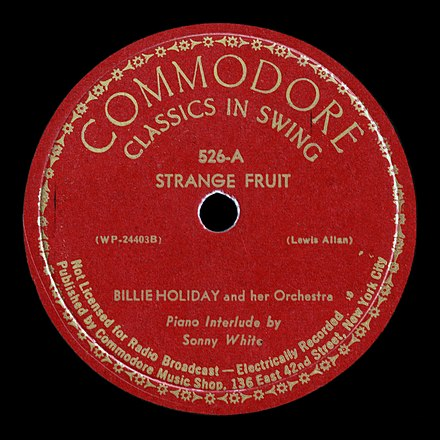 COMMODORE
CLASSICS IN SWING
526-A
STRANGE FRUIT
(WP-24403B)
(Lewis Allan)
BILLIE HOLIDAY and her Orchestra
Piano Interlude by
Sonny White
Not Licensed for Radio Broadcast — Electrically Recorded
Published by Commodore Music Shop, 136 East 42nd Street, New York City